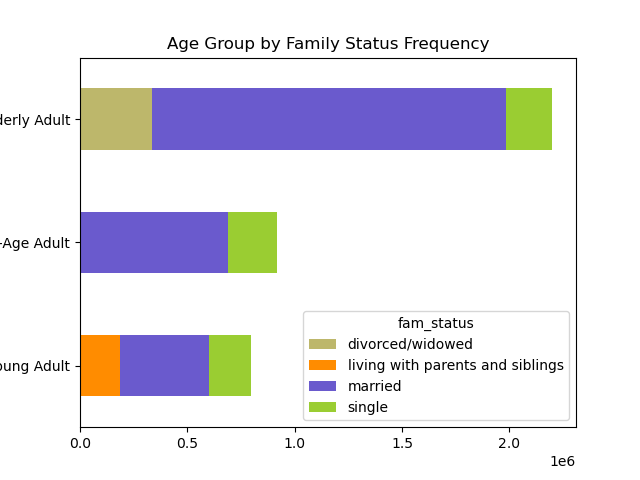 Age Group by Family Status Frequency
derly Adult
-Age Adult
oung Adult
fam_status
divorced/widowed
living with parents and siblings
married
single
0.0 0.5 1.0 1.5 2.0
1e6